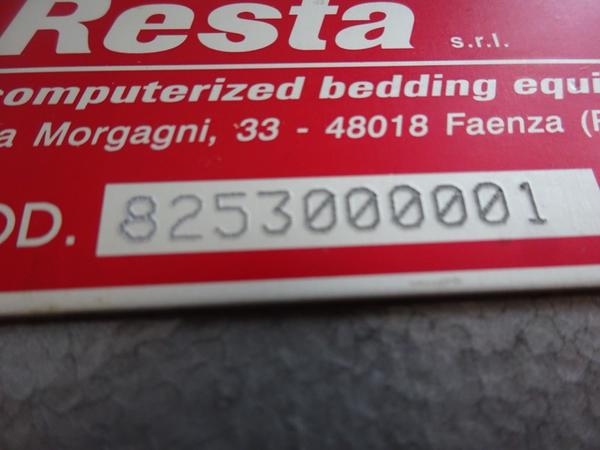 Resta s.r.l.
computerized bedding equi
a Morgagni, 33 - 48018 Faenza (R
OD. 8253000001